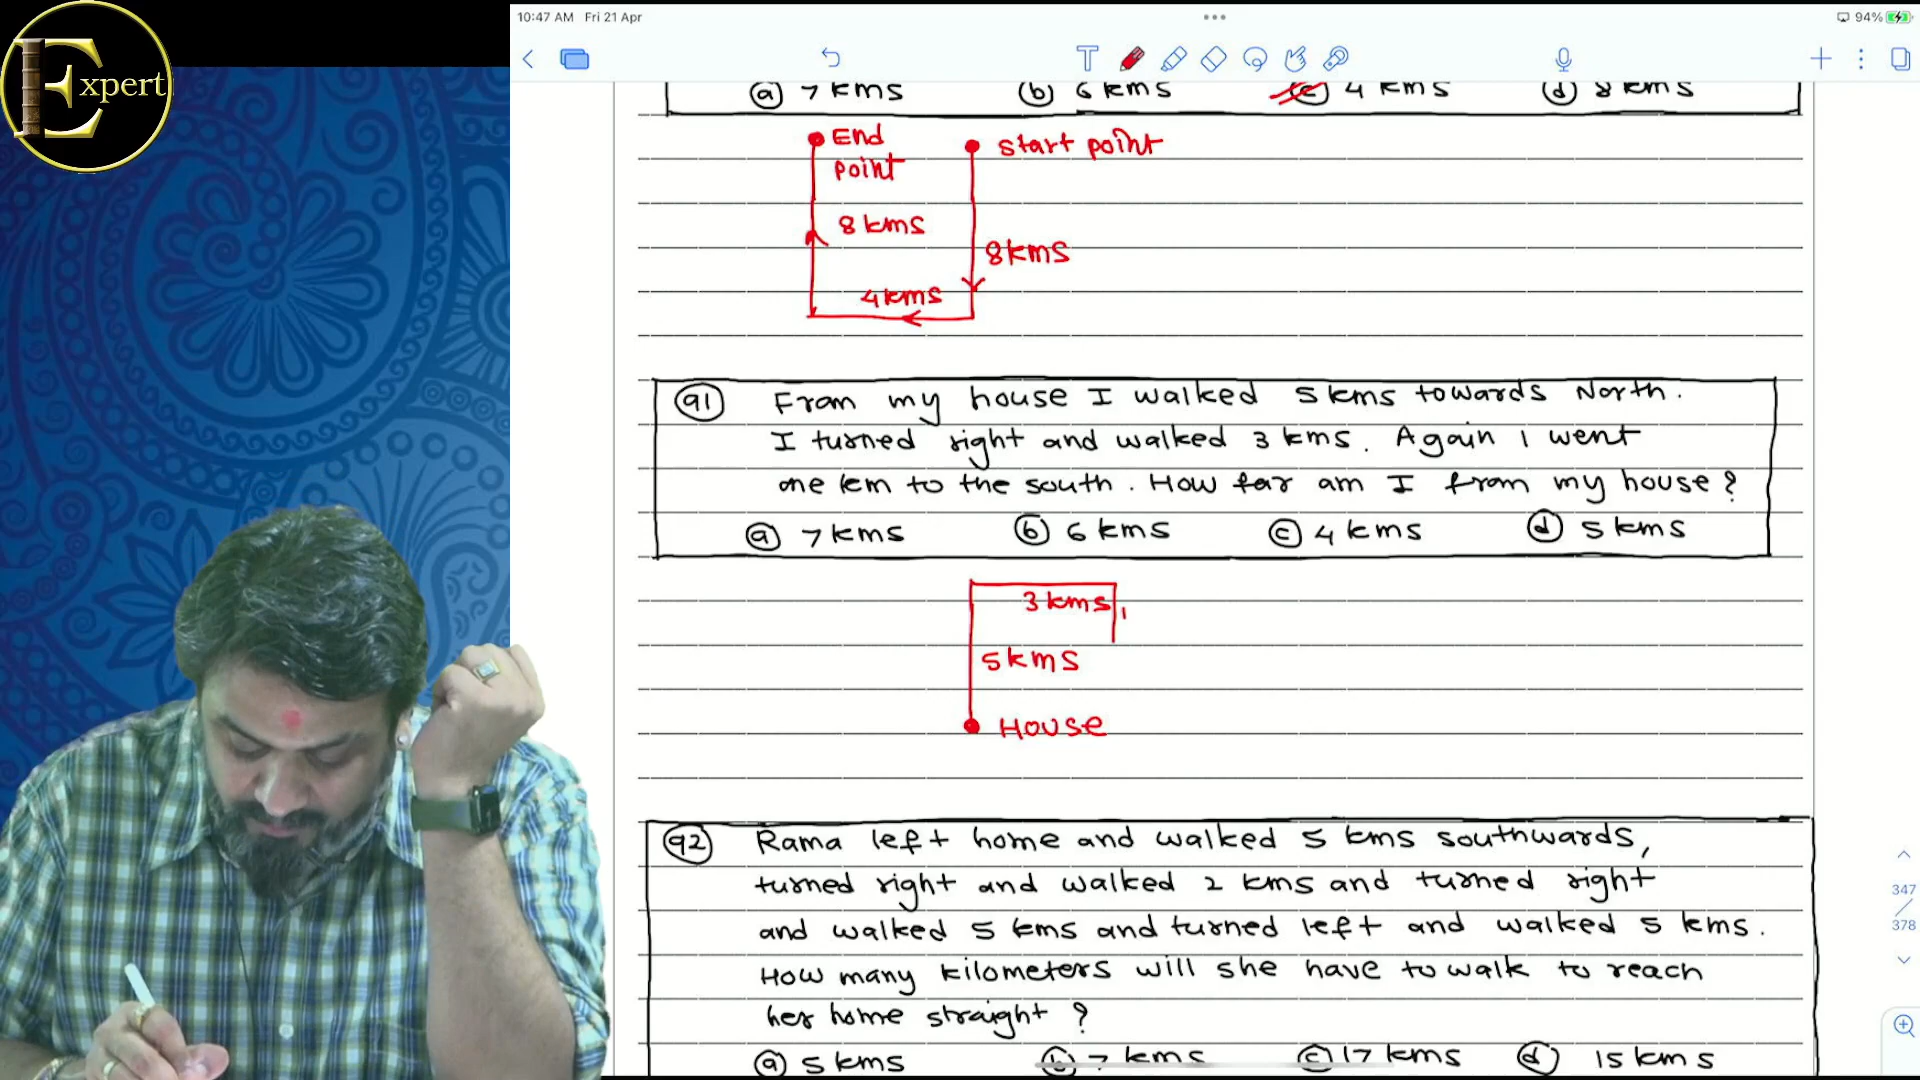 Expert
10:47 AM Fri 21 Apr
94%
(a) 7 kms (b) 6 kms (c) 4 kms (d) 8 kms
End
point
Start point
8 kms
8 kms
4 kms
91 From my house I walked 5 kms towards North.
I turned right and walked 3 kms. Again I went
one km to the south. How far am I from my house?
(a) 7 kms (b) 6 kms (c) 4 kms (d) 5 kms
3 kms 1
5 kms
House
92 Rama left home and walked 5 kms southwards,
turned right and walked 2 kms and turned right
and walked 5 kms and turned left and walked 5 kms.
How many kilometers will she have to walk to reach
her home straight?
(a) 5 kms (b) 7 kms (c) 17 kms (d) 15 kms
347
378